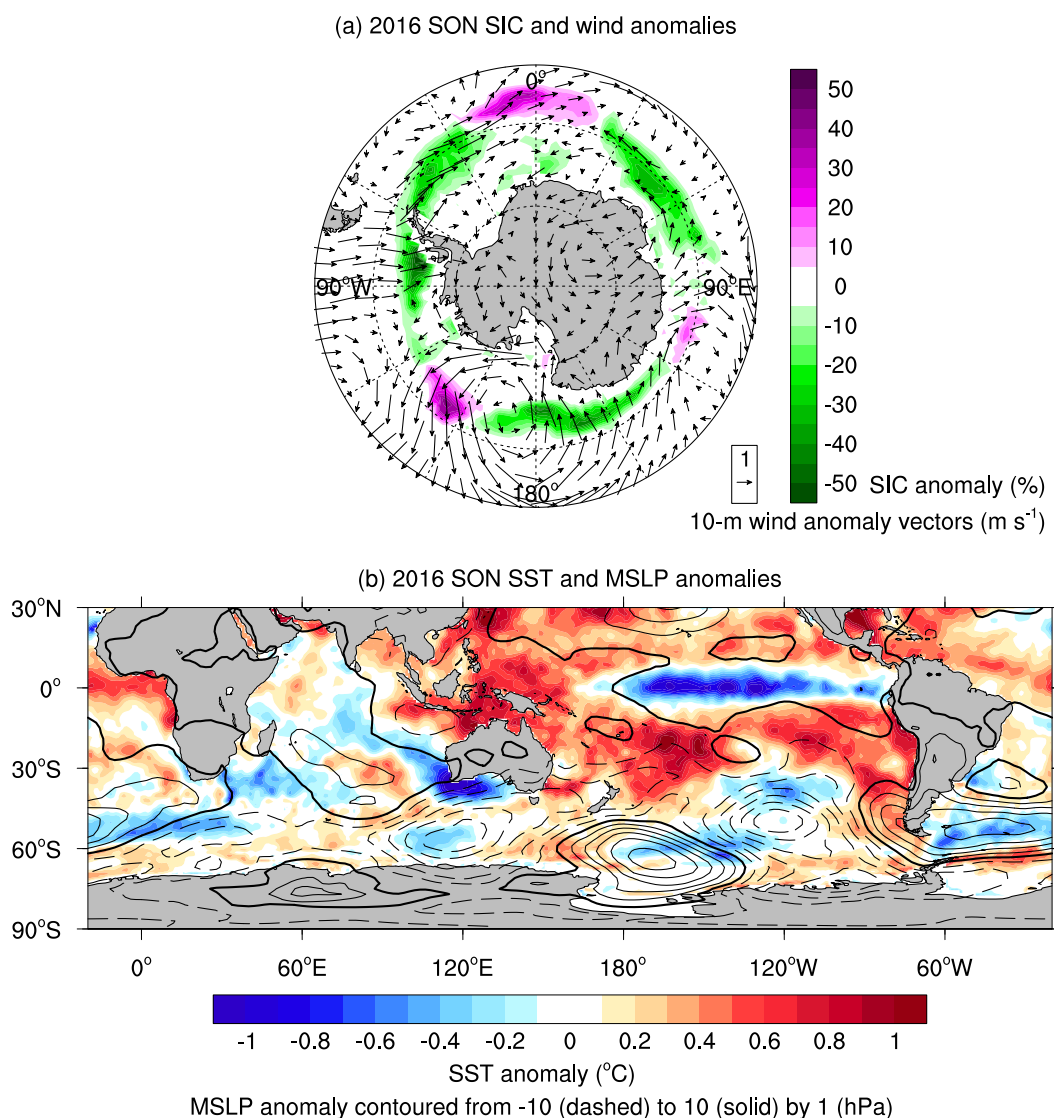 (a) 2016 SON SIC and wind anomalies
0°
90°W
90°E
180°
1
50
40
30
20
10
0
-10
-20
-30
-40
-50
SIC anomaly (%)
10-m wind anomaly vectors (m s⁻¹)
(b) 2016 SON SST and MSLP anomalies
30°N
0°
30°S
60°S
90°S
0° 60°E 120°E 180° 120°W 60°W
-1 -0.8 -0.6 -0.4 -0.2 0 0.2 0.4 0.6 0.8 1
SST anomaly (°C)
MSLP anomaly contoured from -10 (dashed) to 10 (solid) by 1 (hPa)